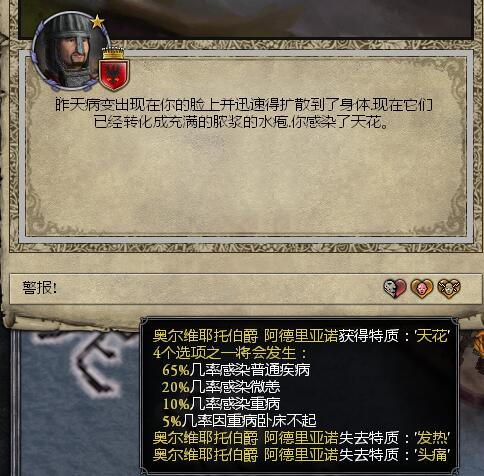 昨天病变出现在你的脸上并迅速得扩散到了身体.现在它们
已经转化成充满的脓浆的水疱.你感染了天花。
警报!
奥尔维耶托伯爵 阿德里亚诺获得特质：'天花'
4个选项之一将会发生：
65%几率感染普通疾病
20%几率感染微恙
10%几率感染重病
5%几率因重病卧床不起
奥尔维耶托伯爵 阿德里亚诺失去特质：'发热'
奥尔维耶托伯爵 阿德里亚诺失去特质：'头痛'